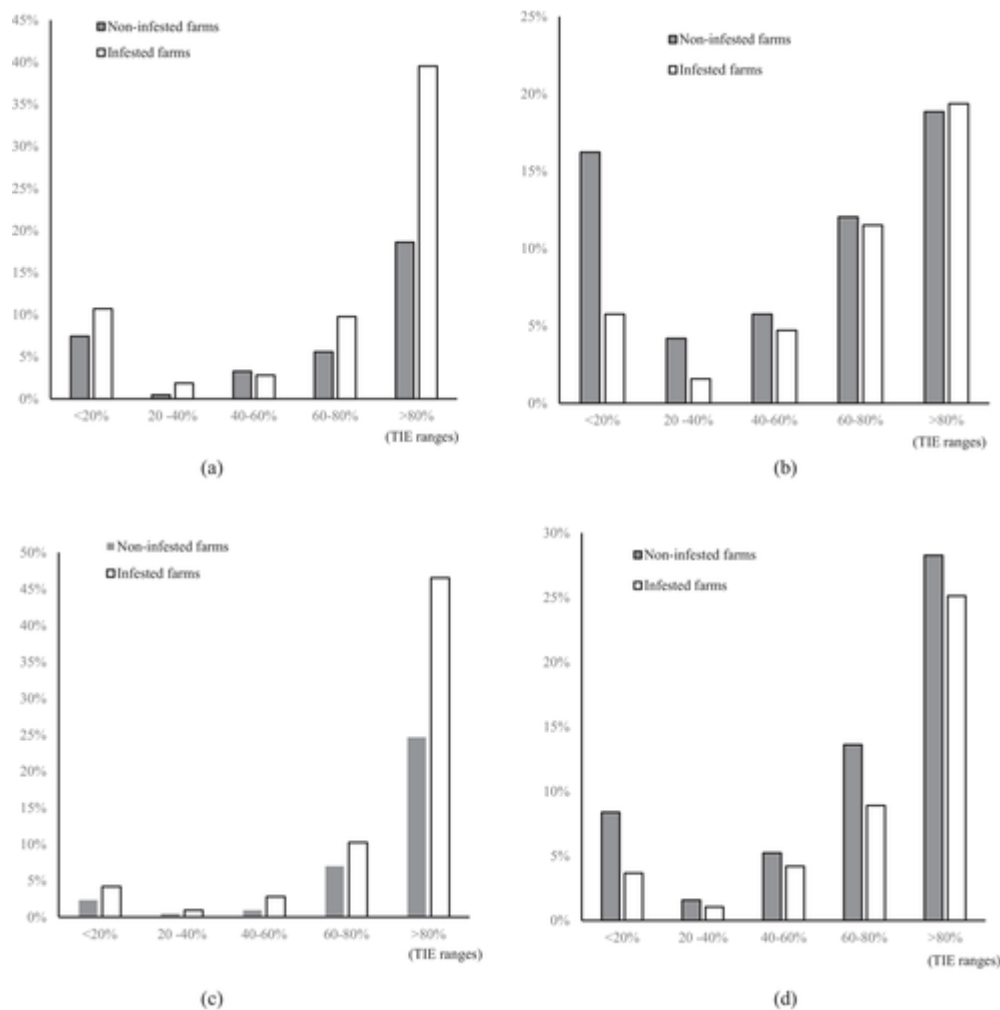 45%
40%
35%
30%
25%
20%
15%
10%
5%
0%
Non-infested farms
Infested farms
<20% 20 -40% 40-60% 60-80% >80%
(TIE ranges)
(a)
25%
20%
15%
10%
5%
0%
Non-infested farms
Infested farms
<20% 20 -40% 40-60% 60-80% >80%
(TIE ranges)
(b)
50%
45%
40%
35%
30%
25%
20%
15%
10%
5%
0%
Non-infested farms
Infested farms
<20% 20 -40% 40-60% 60-80% >80%
(TIE ranges)
(c)
30%
25%
20%
15%
10%
5%
0%
Non-infested farms
Infested farms
<20% 20 -40% 40-60% 60-80% >80%
(TIE ranges)
(d)